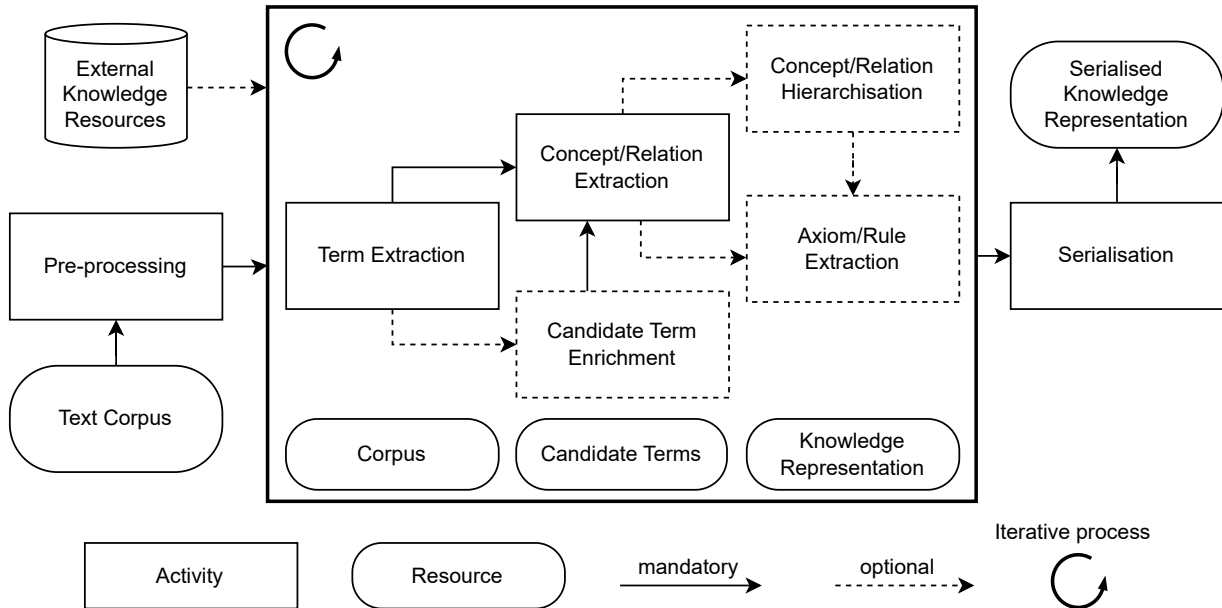 External
Knowledge
Resources
Pre-processing
Text Corpus
Term Extraction
Concept/Relation
Extraction
Candidate Term
Enrichment
Concept/Relation
Hierarchisation
Axiom/Rule
Extraction
Corpus
Candidate Terms
Knowledge
Representation
Serialised
Knowledge
Representation
Serialisation
Activity
Resource
mandatory
optional
Iterative process